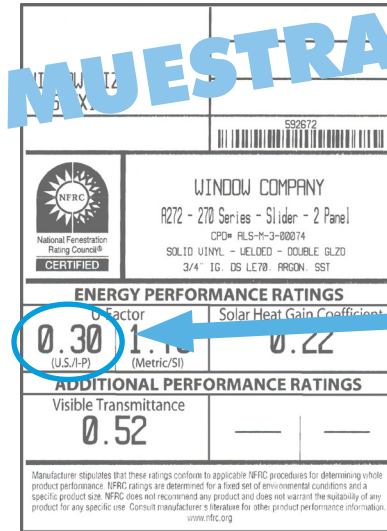 MUESTRA
592672
NFRC
National Fenestration
Rating Council®
CERTIFIED
WINDOW COMPANY
A272 - 270 Series - Slider - 2 Panel
CPD# RLS-M-3-00074
SOLID VINYL - WELDED - DOUBLE GLZD
3/4" IG. DS LE70. ARGON. SST
ENERGY PERFORMANCE RATINGS
U-Factor
Solar Heat Gain Coefficient
0.30
(U.S./I-P)
(Metric/SI)
0.22
ADDITIONAL PERFORMANCE RATINGS
Visible Transmittance
0.52
Manufacturer stipulates that these ratings conform to applicable NFRC procedures for determining whole
product performance. NFRC ratings are determined for a fixed set of environmental conditions and a
specific product size. NFRC does not recommend any product and does not warrant the suitability of any
product for any specific use. Consult manufacturer's literature for other product performance information.
www.nfrc.org